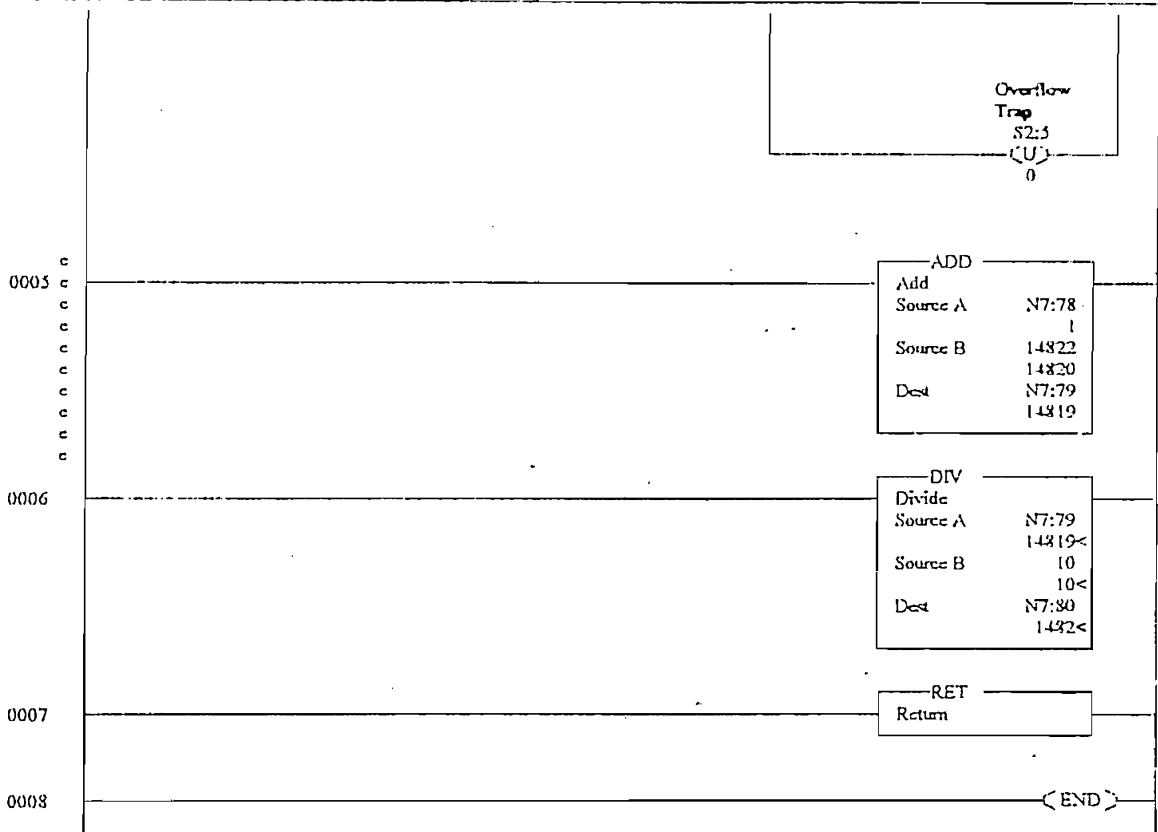 Overflow
Trap
S2:5
U
0
0005
e
e
e
e
e
e
e
e
e
e
ADD
Add
Source A N7:78
1
Source B 14822
14820
Dest N7:79
14819
0006
DIV
Divide
Source A N7:79
14819<
Source B 10
10<
Dest N7:80
1482<
0007
RET
Return
0008
END